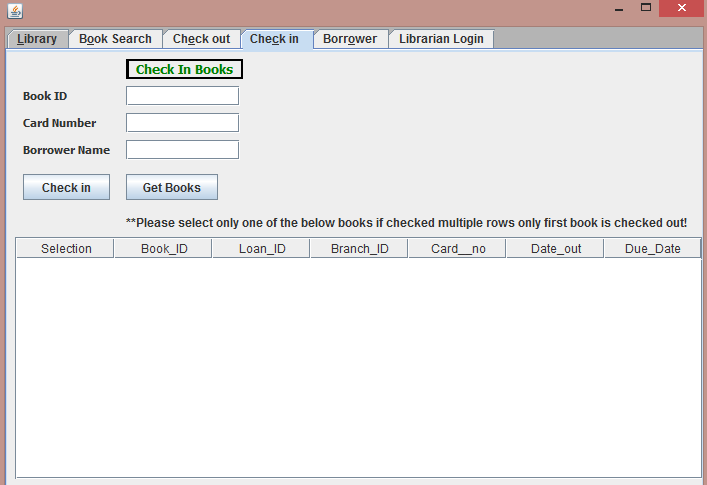 Library Book Search Check out Check in Borrower Librarian Login
Check In Books
Book ID
Card Number
Borrower Name
Check in Get Books
**Please select only one of the below books if checked multiple rows only first book is checked out!
Selection Book_ID Loan_ID Branch_ID Card__no Date_out Due_Date